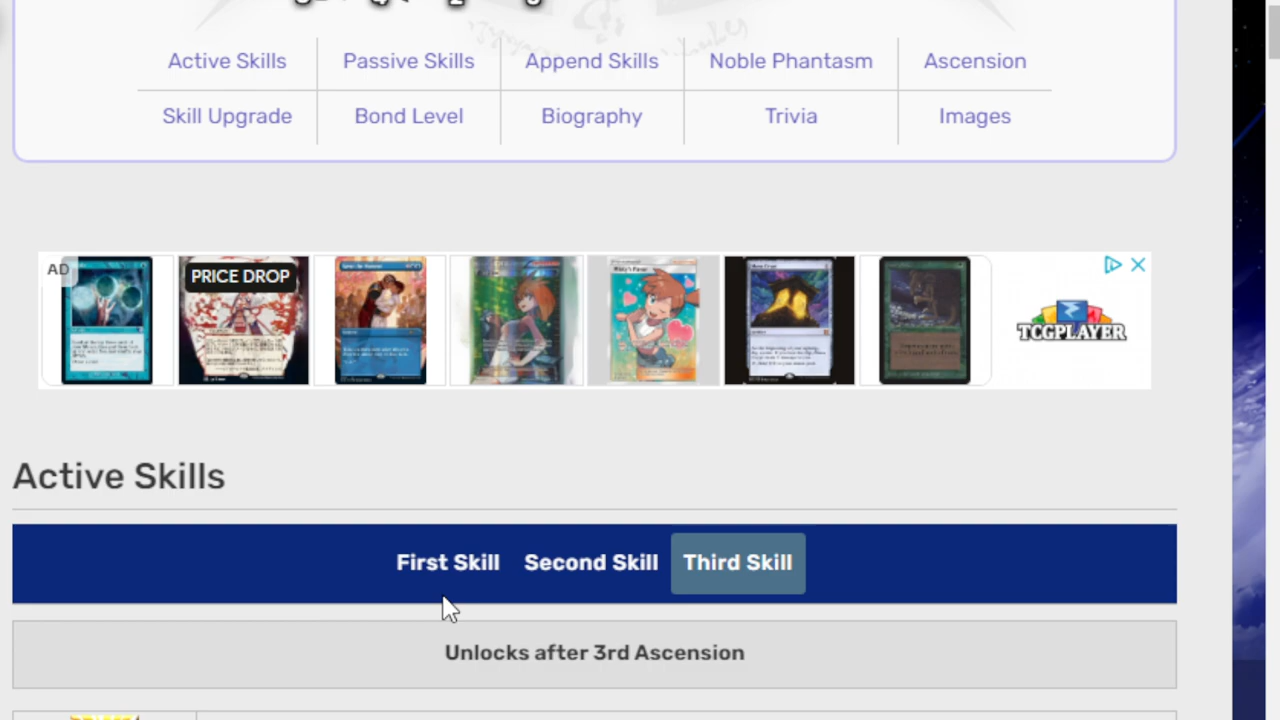 Active Skills
Passive Skills
Append Skills
Noble Phantasm
Ascension
Skill Upgrade
Bond Level
Biography
Trivia
Images
AD
PRICE DROP
TCGPLAYER
Active Skills
First Skill
Second Skill
Third Skill
Unlocks after 3rd Ascension